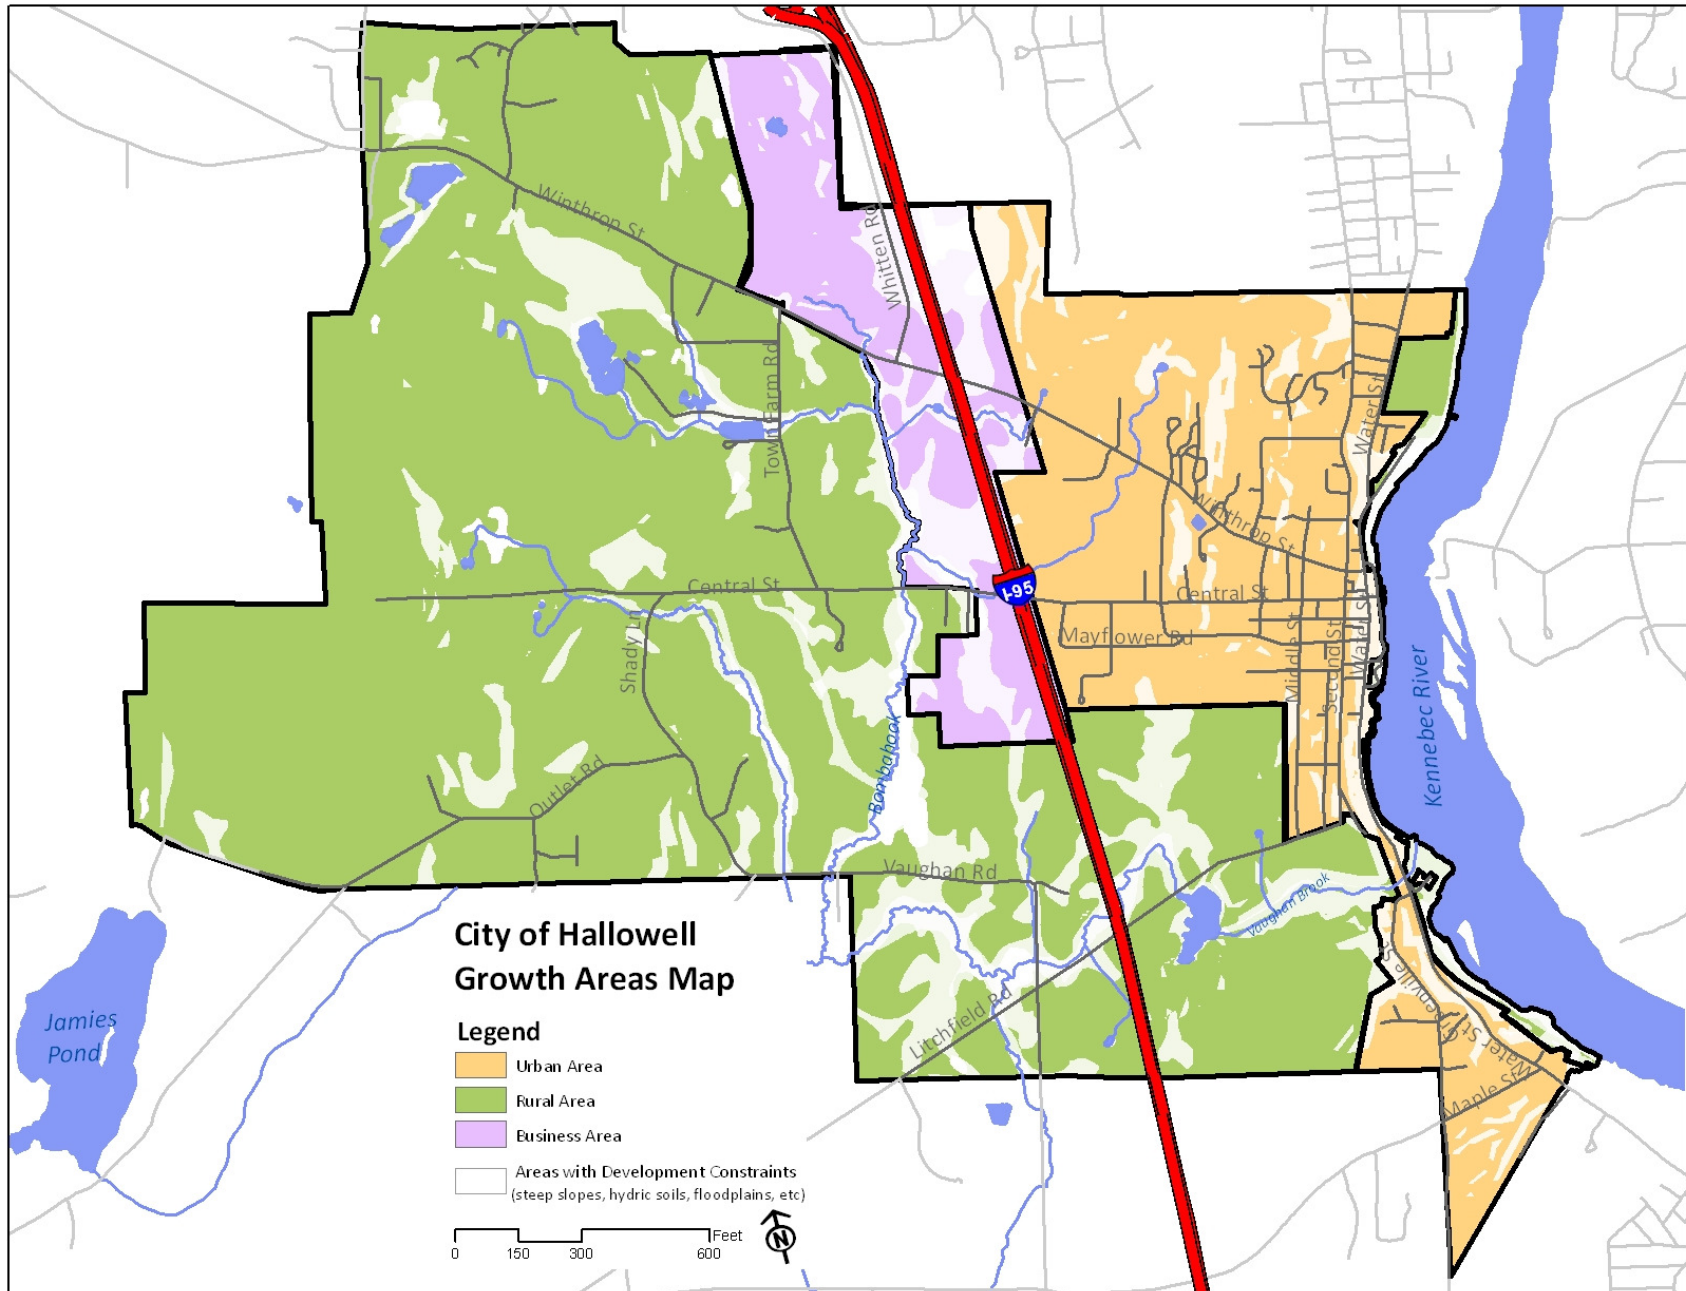 Winthrop St
Whitten Rd
Town Farm Rd
Water St
Winthrop St
Central St
I-95
Central St
Mayflower Rd
Shady Ln
Middle St
Second St
Water St
Kennebec River
Bombahook
Outlet Rd
Vaughan Rd
Vaughan Brook
Litchfield Rd
Greenville St
Water St
Maple St
Jamies
Pond
City of Hallowell
Growth Areas Map
Legend
Urban Area
Rural Area
Business Area
Areas with Development Constraints
(steep slopes, hydric soils, floodplains, etc)
Feet
0 150 300 600
N